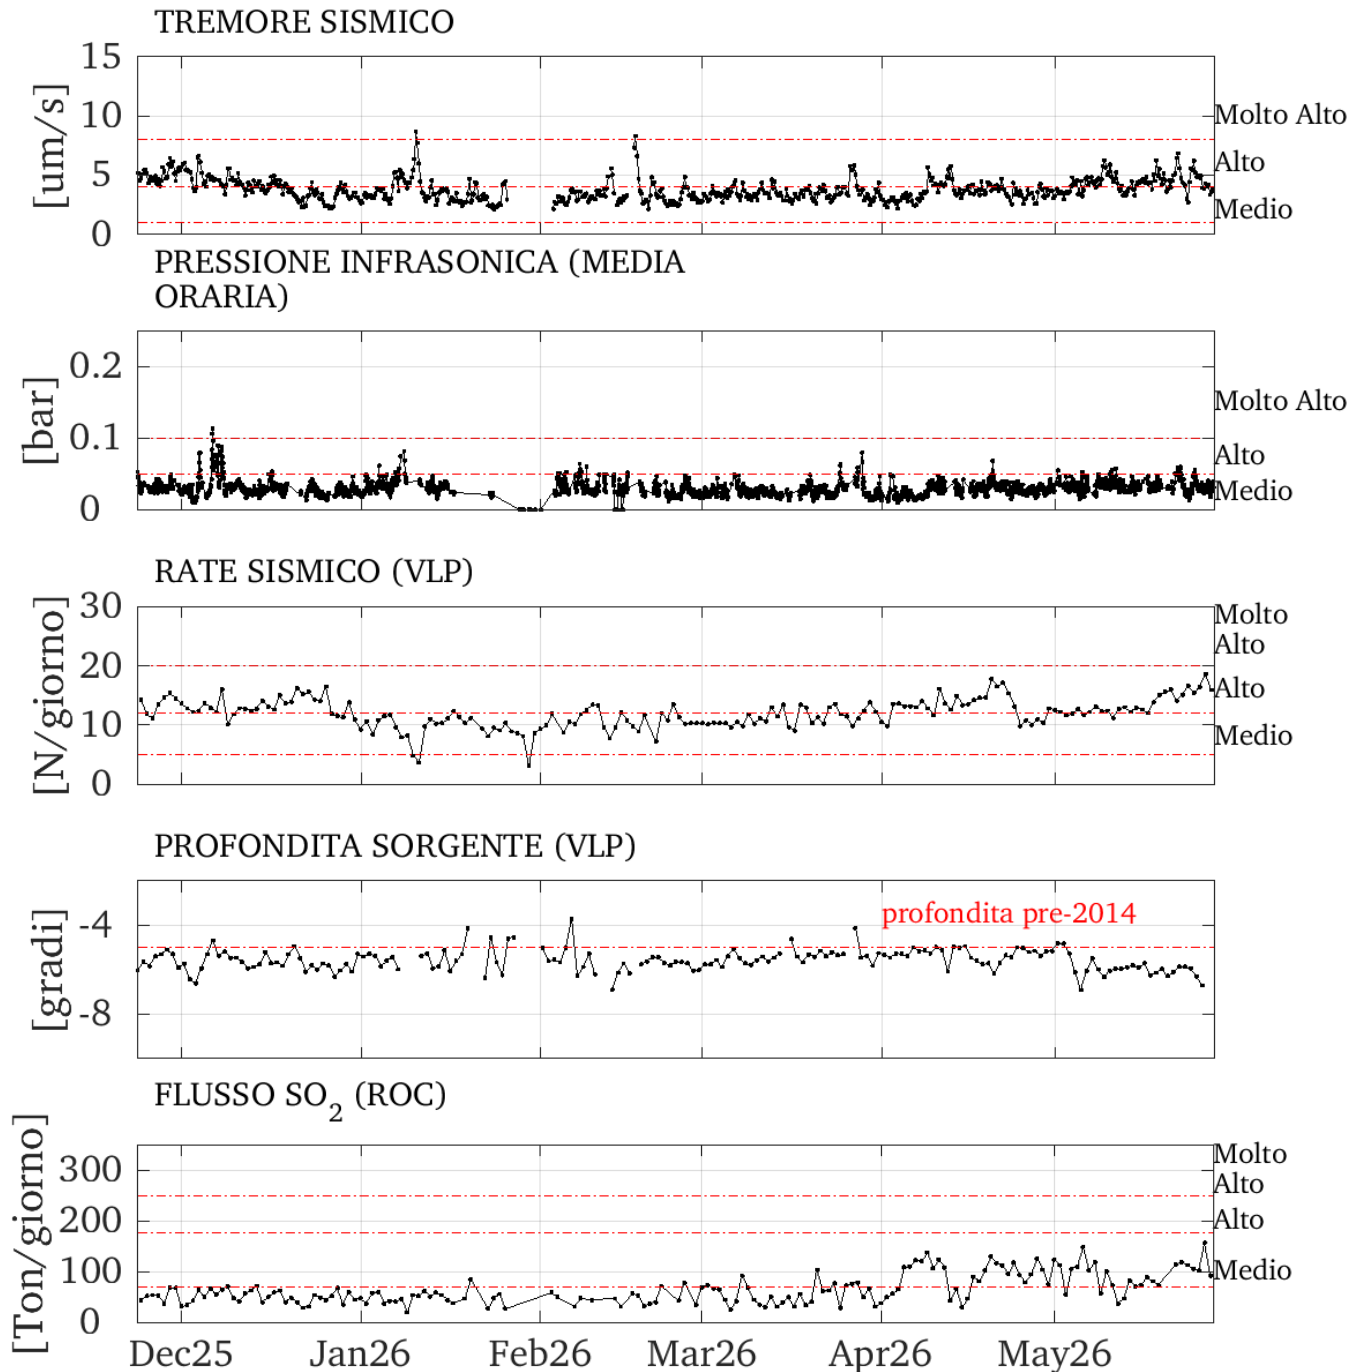 TREMORE SISMICO
15
10
5
0
[um/s]
Molto Alto
Alto
Medio
PRESSIONE INFRASONICA (MEDIA
ORARIA)
0.2
0.1
0
[bar]
Molto Alto
Alto
Medio
RATE SISMICO (VLP)
30
20
10
0
[N/giorno]
Molto
Alto
Alto
Medio
PROFONDITA SORGENTE (VLP)
-4
-8
[gradi]
profondita pre-2014
FLUSSO SO2 (ROC)
300
200
100
0
[Ton/giorno]
Molto
Alto
Alto
Medio
Dec25 Jan26 Feb26 Mar26 Apr26 May26